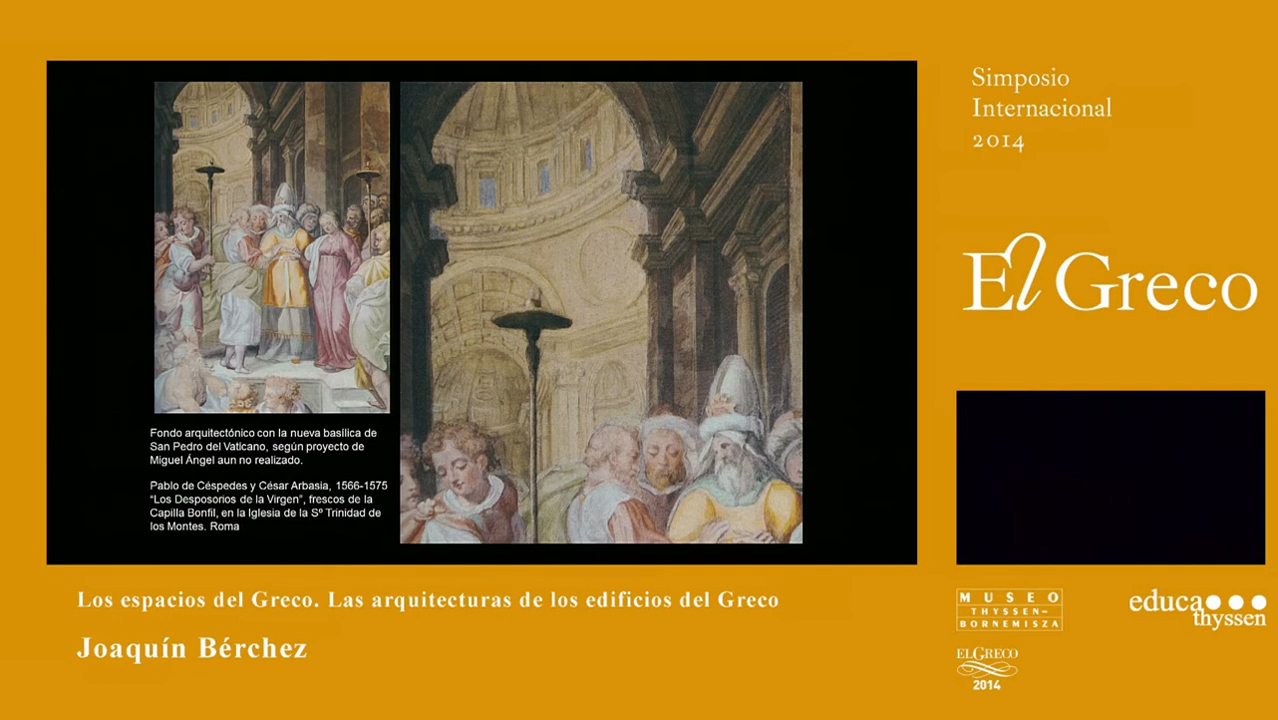 Simposio
Internacional
2014
El Greco
Fondo arquitectónico con la nueva basílica de
San Pedro del Vaticano, según proyecto de
Miguel Ángel aun no realizado.
Pablo de Céspedes y César Arbasia, 1566-1575
“Los Desposorios de la Virgen”, frescos de la
Capilla Bonfil, en la Iglesia de la Sº Trinidad de
los Montes. Roma
Los espacios del Greco. Las arquitecturas de los edificios del Greco
Joaquín Bérchez
MUSEO
THYSSEN-
BORNEMISZA
educa
thyssen
EL GRECO
2014